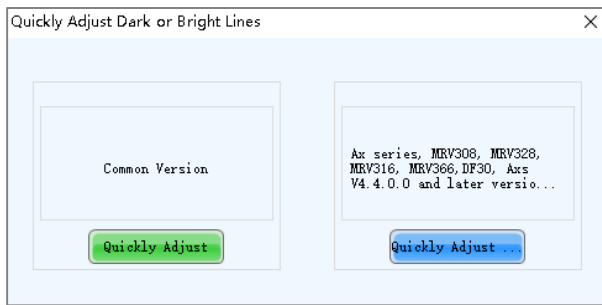 Quickly Adjust Dark or Bright Lines
Common Version
Quickly Adjust
Ax series, MRV308, MRV328,
MRV316, MRV366,DF30, Axs
V4.4.0.0 and later versio...
Quickly Adjust ...